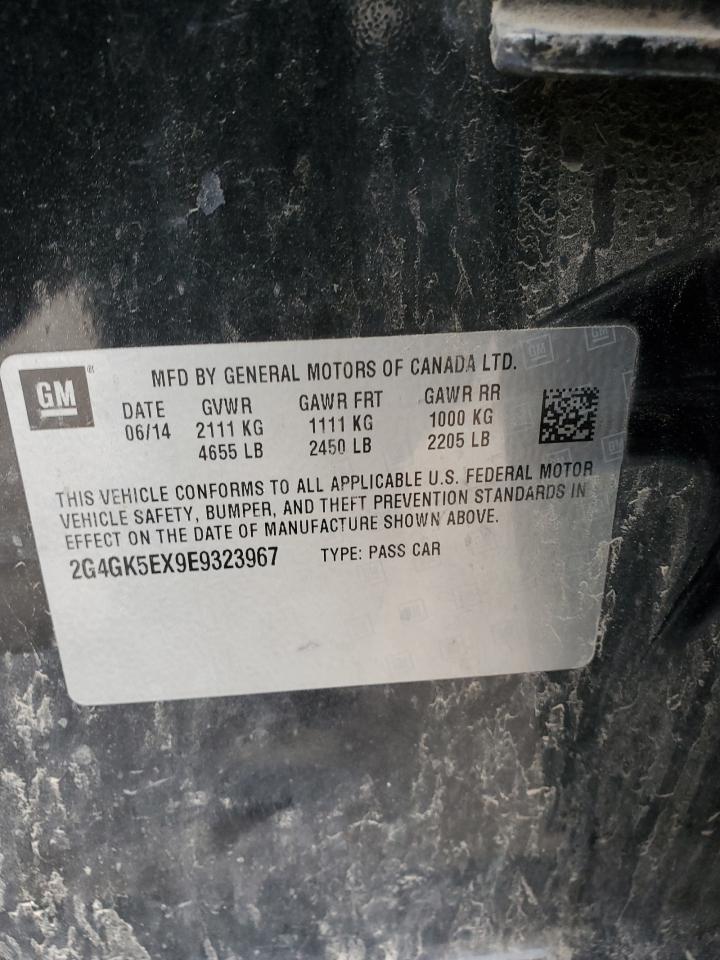 GM®
MFD BY GENERAL MOTORS OF CANADA LTD.
DATE GVWR GAWR FRT GAWR RR
06/14 2111 KG 1111 KG 1000 KG
4655 LB 2450 LB 2205 LB
THIS VEHICLE CONFORMS TO ALL APPLICABLE U.S. FEDERAL MOTOR
VEHICLE SAFETY, BUMPER, AND THEFT PREVENTION STANDARDS IN
EFFECT ON THE DATE OF MANUFACTURE SHOWN ABOVE.
2G4GK5EX9E9323967 TYPE: PASS CAR